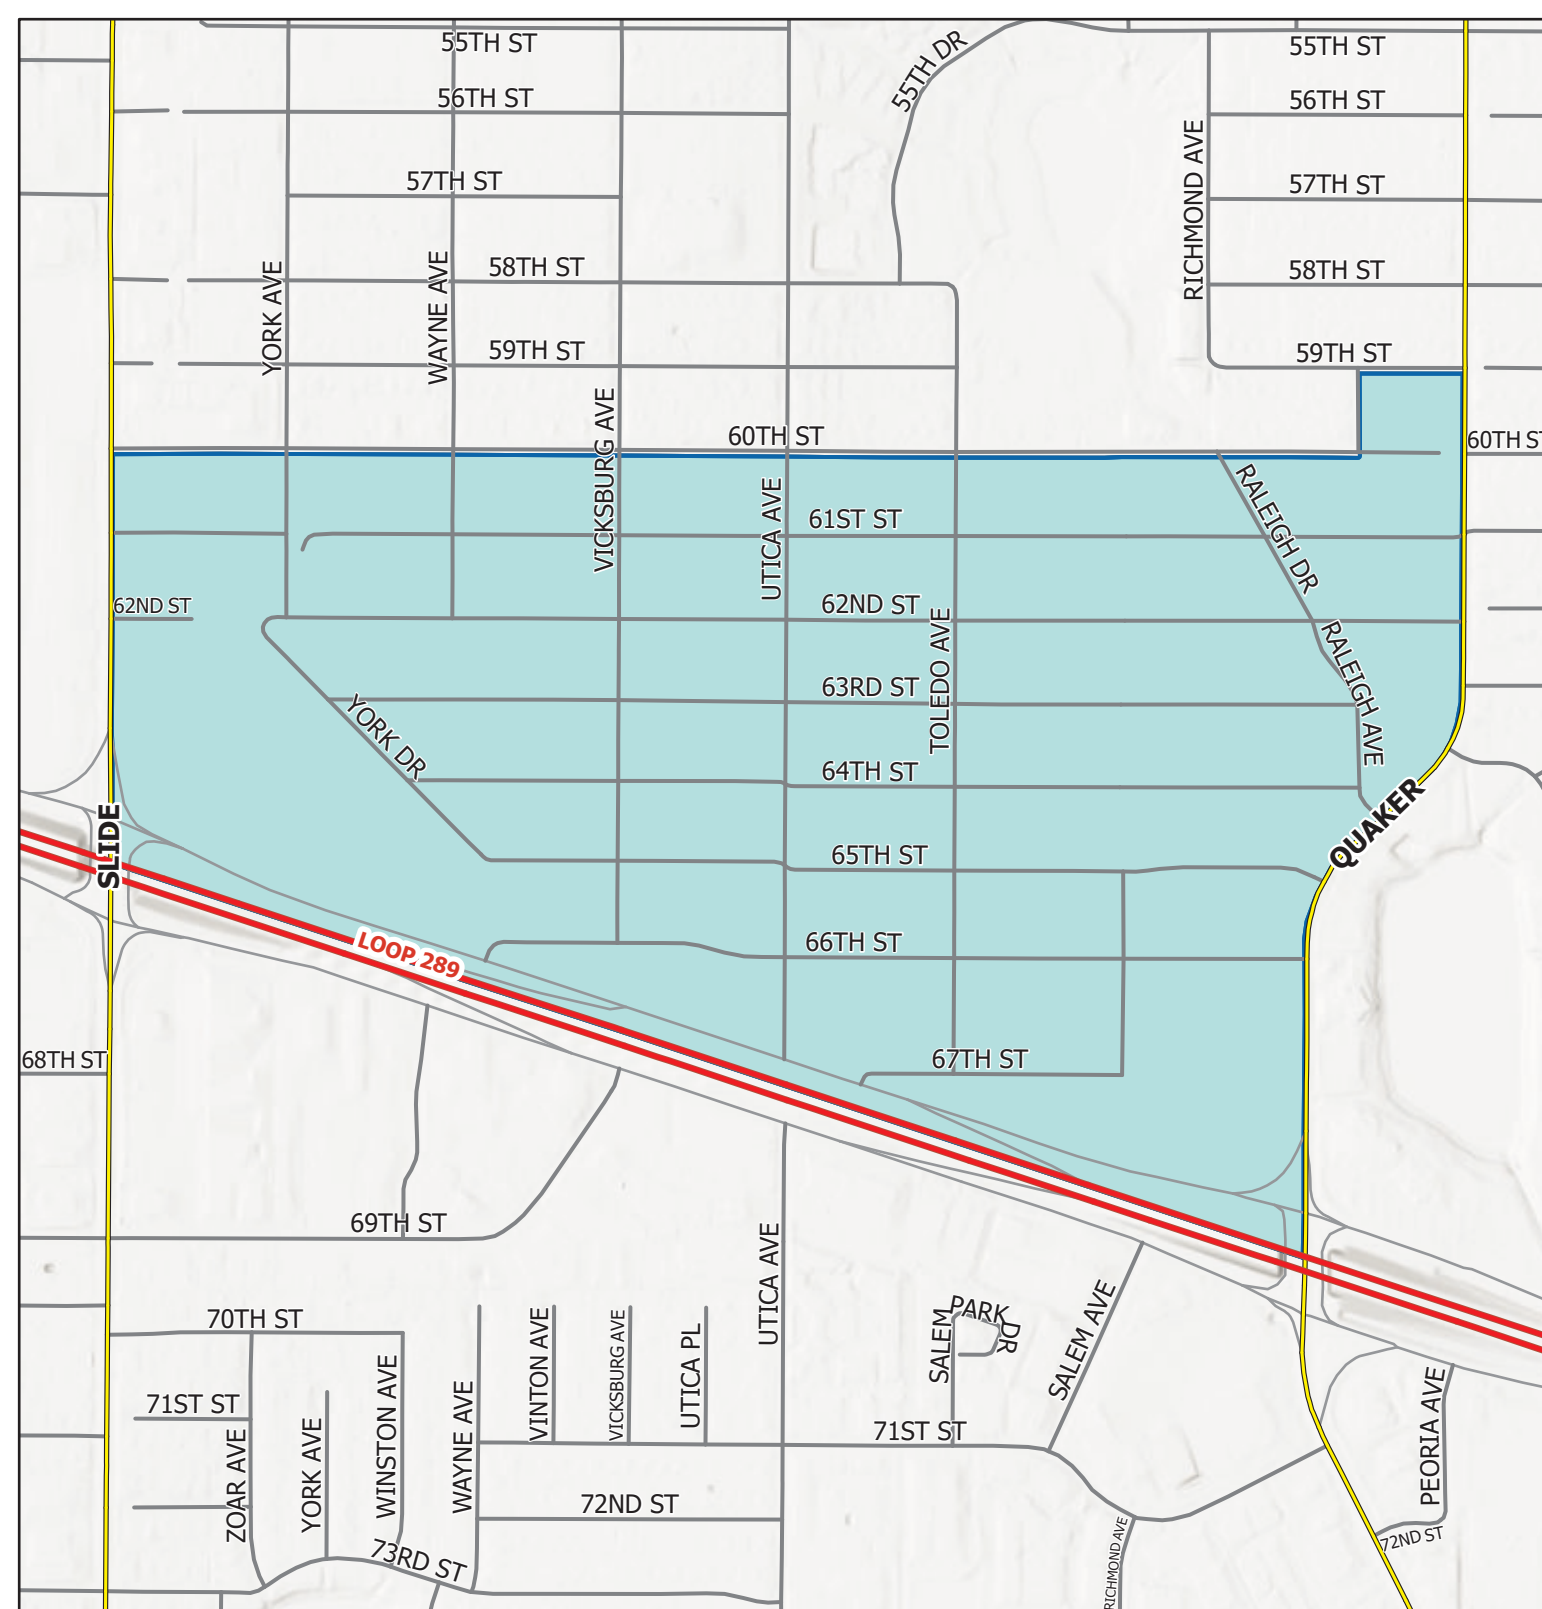 55TH ST
55TH DR
55TH ST
56TH ST
56TH ST
RICHMOND AVE
57TH ST
57TH ST
YORK AVE
WAYNE AVE
58TH ST
58TH ST
59TH ST
59TH ST
VICKSBURG AVE
60TH ST
60TH ST
UTICA AVE
RALEIGH DR
61ST ST
62ND ST
62ND ST
TOLEDO AVE
RALEIGH AVE
63RD ST
YORK DR
64TH ST
SLIDE
QUAKER
65TH ST
LOOP 289
66TH ST
68TH ST
67TH ST
69TH ST
UTICA AVE
70TH ST
VINTON AVE
VICKSBURG AVE
UTICA PL
SALEM
PARK
DR
SALEM AVE
71ST ST
ZOAR AVE
YORK AVE
WINSTON AVE
WAYNE AVE
71ST ST
PEORIA AVE
72ND ST
72ND ST
73RD ST
RICHMOND AVE